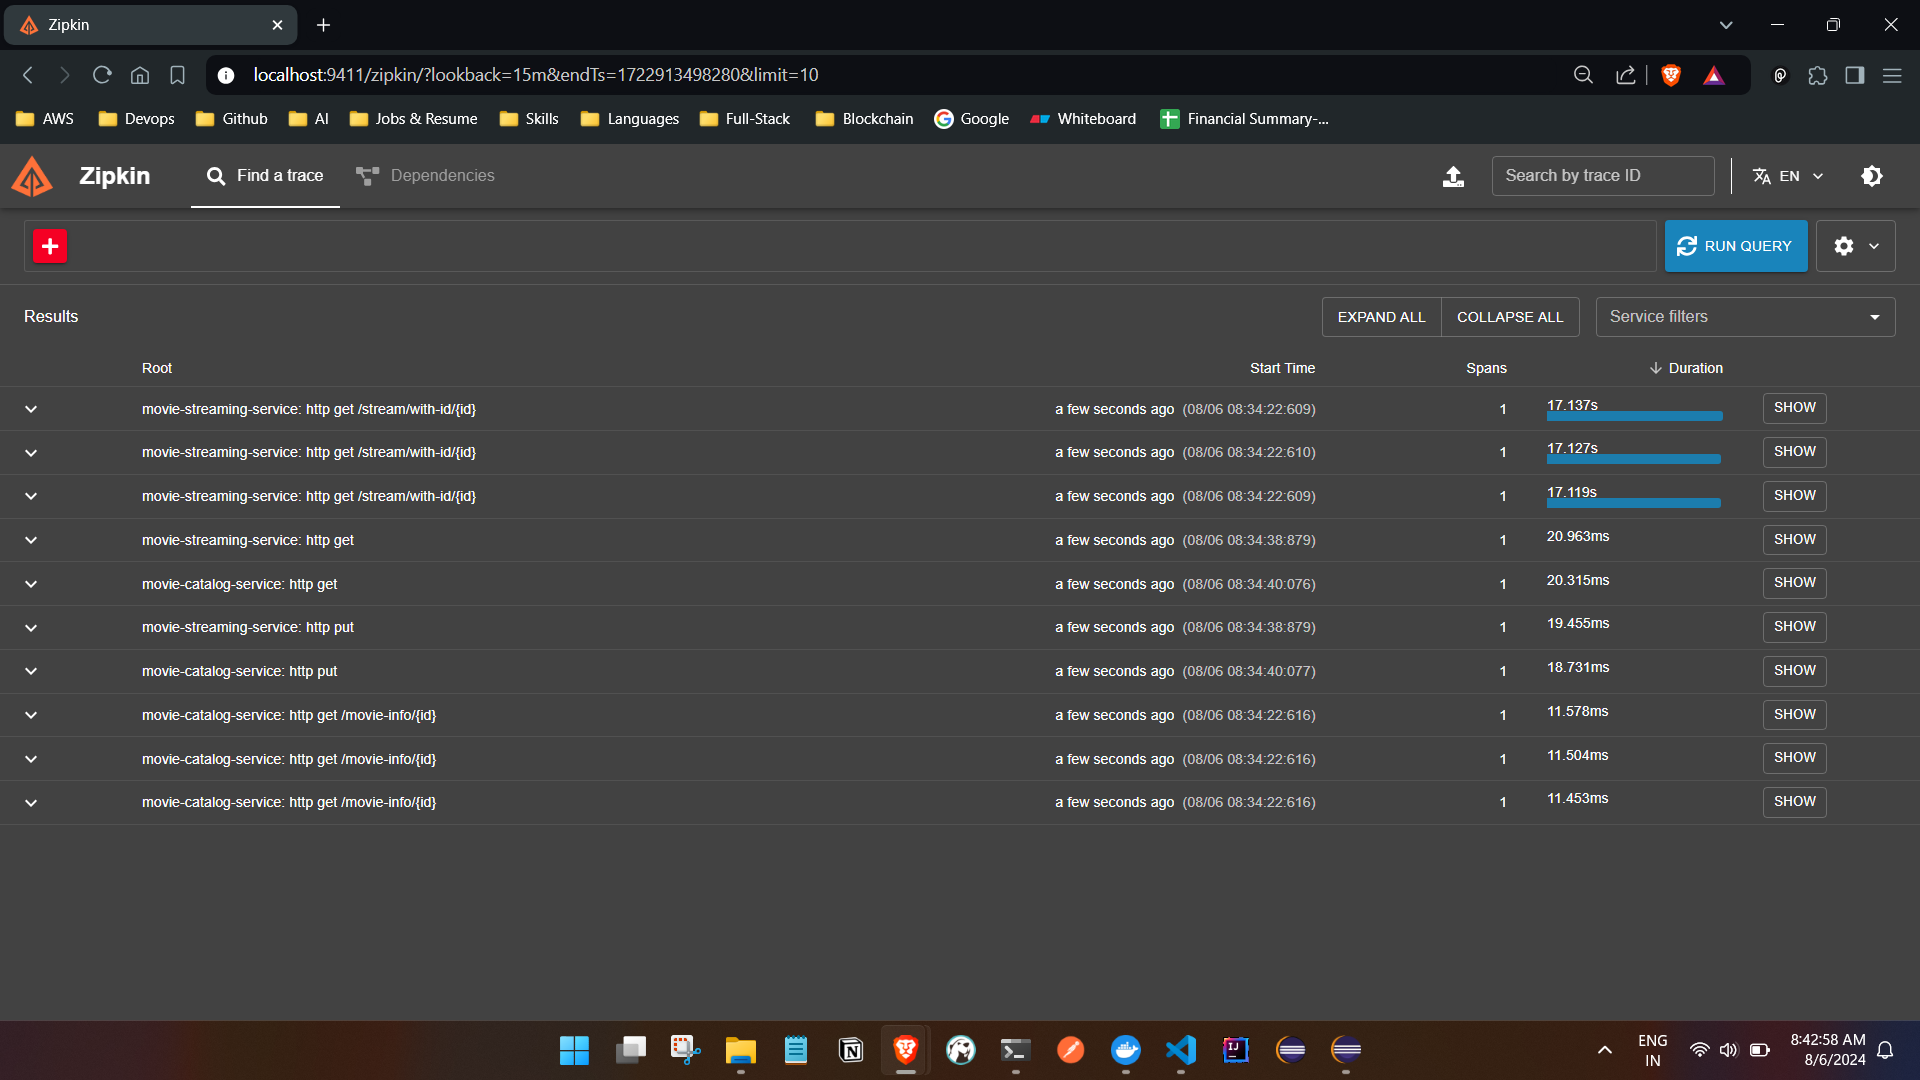 Zipkin
localhost:9411/zipkin/?lookback=15m&endTs=1722913498280&limit=10
AWS Devops Github AI Jobs & Resume Skills Languages Full-Stack Blockchain Google Whiteboard Financial Summary-...
Zipkin Find a trace Dependencies Search by trace ID EN
RUN QUERY
Results EXPAND ALL COLLAPSE ALL Service filters
Root Start Time Spans Duration
movie-streaming-service: http get /stream/with-id/{id} a few seconds ago (08/06 08:34:22:609) 1 17.137s SHOW
movie-streaming-service: http get /stream/with-id/{id} a few seconds ago (08/06 08:34:22:610) 1 17.127s SHOW
movie-streaming-service: http get /stream/with-id/{id} a few seconds ago (08/06 08:34:22:609) 1 17.119s SHOW
movie-streaming-service: http get a few seconds ago (08/06 08:34:38:879) 1 20.963ms SHOW
movie-catalog-service: http get a few seconds ago (08/06 08:34:40:076) 1 20.315ms SHOW
movie-streaming-service: http put a few seconds ago (08/06 08:34:38:879) 1 19.455ms SHOW
movie-catalog-service: http put a few seconds ago (08/06 08:34:40:077) 1 18.731ms SHOW
movie-catalog-service: http get /movie-info/{id} a few seconds ago (08/06 08:34:22:616) 1 11.578ms SHOW
movie-catalog-service: http get /movie-info/{id} a few seconds ago (08/06 08:34:22:616) 1 11.504ms SHOW
movie-catalog-service: http get /movie-info/{id} a few seconds ago (08/06 08:34:22:616) 1 11.453ms SHOW
ENG 8:42:58 AM
IN 8/6/2024